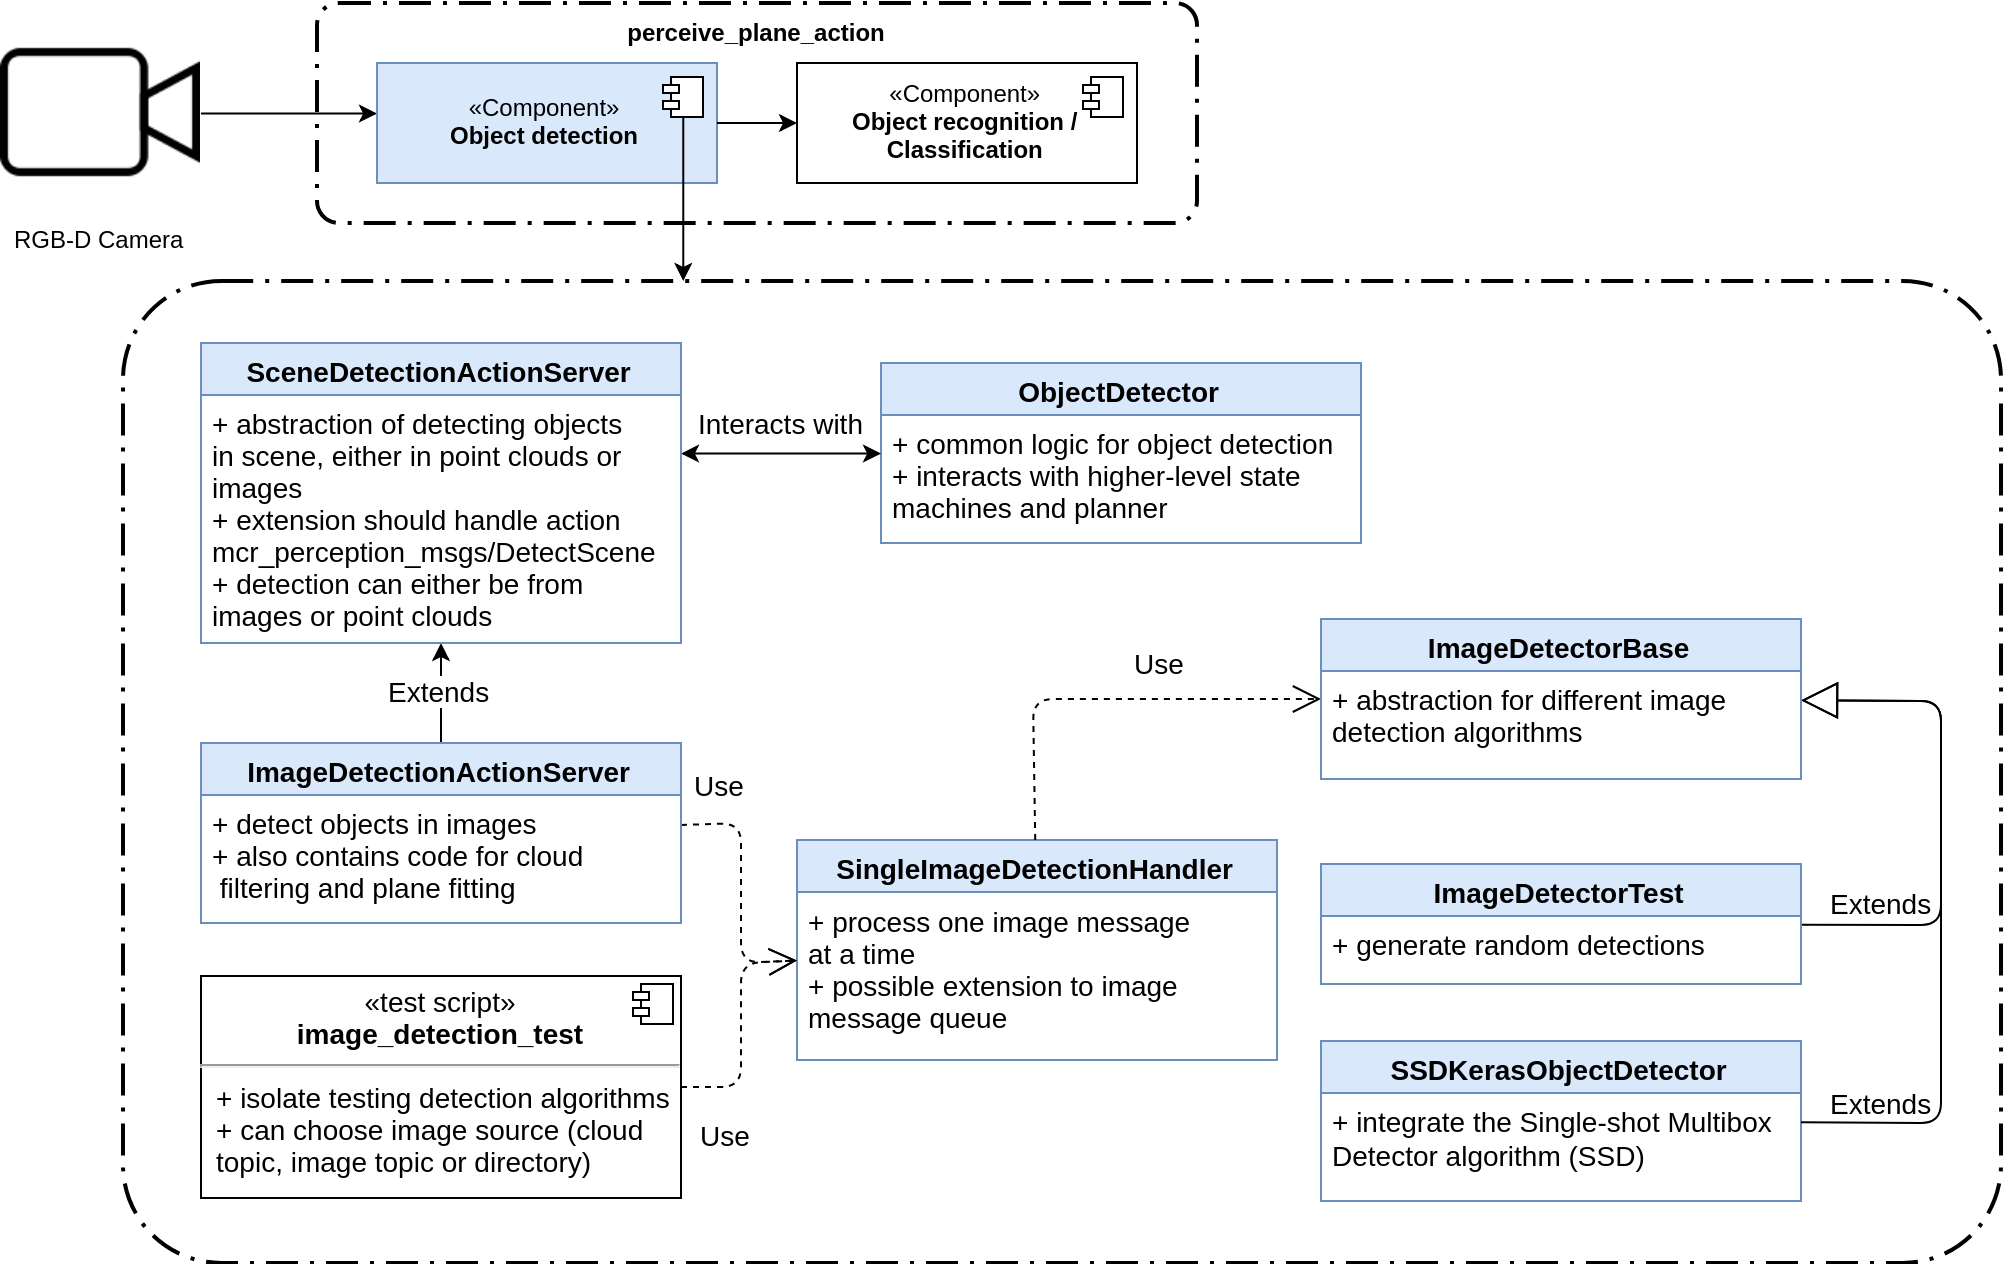 perceive_plane_action
«Component»
Object detection
«Component»
Object recognition /
Classification
RGB-D Camera
SceneDetectionActionServer
+ abstraction of detecting objects
in scene, either in point clouds or
images
+ extension should handle action
mcr_perception_msgs/DetectScene
+ detection can either be from
images or point clouds
Interacts with
ObjectDetector
+ common logic for object detection
+ interacts with higher-level state
machines and planner
Extends
ImageDetectionActionServer
+ detect objects in images
+ also contains code for cloud
filtering and plane fitting
Use
«test script»
image_detection_test
+ isolate testing detection algorithms
+ can choose image source (cloud
topic, image topic or directory)
Use
SingleImageDetectionHandler
+ process one image message
at a time
+ possible extension to image
message queue
Use
ImageDetectorBase
+ abstraction for different image
detection algorithms
ImageDetectorTest
+ generate random detections
Extends
SSDKerasObjectDetector
+ integrate the Single-shot Multibox
Detector algorithm (SSD)
Extends